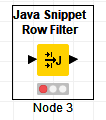 Java Snippet
Row Filter
J
Node 3